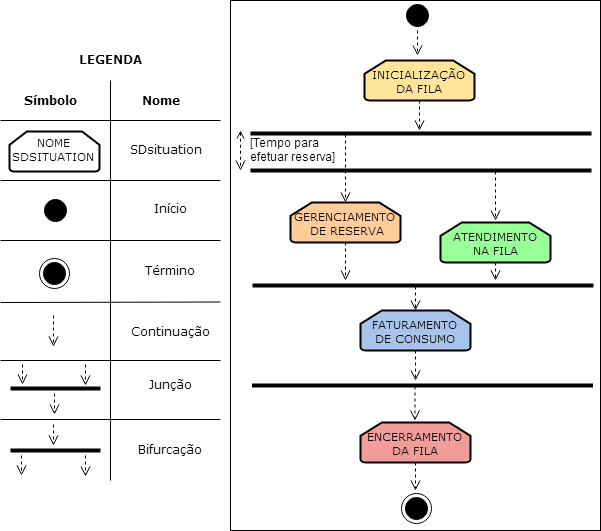 LEGENDA
Símbolo
Nome
NOME
SDSITUATION
SDsituation
Início
Término
Continuação
Junção
Bifurcação
INICIALIZAÇÃO
DA FILA
[Tempo para
efetuar reserva]
GERENCIAMENTO
DE RESERVA
ATENDIMENTO
NA FILA
FATURAMENTO
DE CONSUMO
ENCERRAMENTO
DA FILA